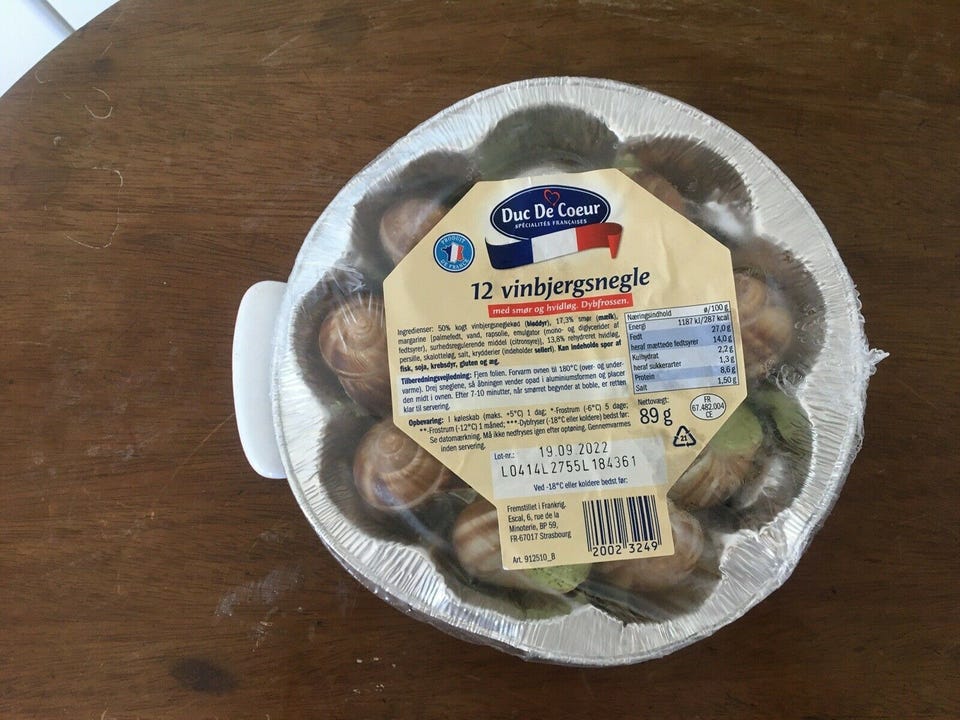 Duc De Coeur
SPÉCIALITÉS FRANÇAISES
PRODUIT
DE FRANCE
12 vinbjergsnegle
med smør og hvidløg. Dybfrossen.
Ingredienser: 50% kogt vinbjergsneglekød (bløddyr), 17,3% smør (mælk),
margarine [palmefedt, vand, rapsolie, emulgator (mono- og diglycerider af
fedtsyrer), surhedsregulerende middel (citronsyre)], 13,8% rehydreret hvidløg,
persille, skalotteløg, salt, krydderier (indeholder selleri). Kan indeholde spor af
fisk, soja, krebsdyr, gluten og æg.
Tilberedningsvejledning: Fjern folien. Forvarm ovnen til 180°C (over- og under-
varme). Drej sneglene, så åbningen vender opad i aluminiumsformen og placer
den midt i ovnen. Efter 7-10 minutter, når smørret begynder at boble, er retten
klar til servering.
Opbevaring: I køleskab (maks. +5°C) 1 dag; *-Frostrum (-6°C) 5 dage;
**-Frostrum (-12°C) 1 måned; ***-Dybfryser (-18°C eller koldere) bedst før:
Se datomærkning. Må ikke nedfryses igen efter optøning. Gennemvarmes
inden servering.
Næringsindhold ø/100 g
Energi 1187 kJ/287 kcal
Fedt 27,0 g
heraf mættede fedtsyrer 14,0 g
Kulhydrat 2,2 g
heraf sukkerarter 1,3 g
Protein 8,6 g
Salt 1,50 g
Nettovægt:
89 g
FR
67.482.004
CE
21
Lot-nr.: 19.09.2022
L0414L2755L184361
Ved -18°C eller koldere bedst før:
Fremstillet i Frankrig.
Escal, 6, rue de la
Minoterie, BP 59,
FR-67017 Strasbourg
Art. 912510_B
2002 3249